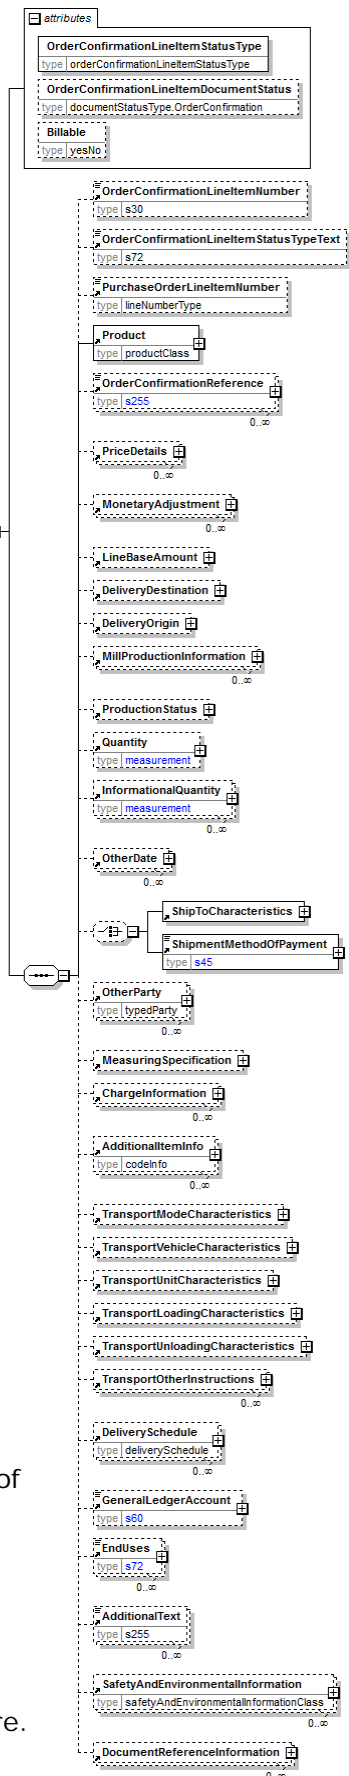 attributes
OrderConfirmationLineItemStatusType
type orderConfirmationLineItemStatusType
OrderConfirmationLineItemDocumentStatus
type documentStatusType.OrderConfirmation
Billable
type yesNo
OrderConfirmationLineItemNumber
type s30
OrderConfirmationLineItemStatusTypeText
type s72
PurchaseOrderLineItemNumber
type lineNumberType
Product
type productClass
OrderConfirmationReference
type s255
0..∞
PriceDetails
0..∞
MonetaryAdjustment
0..∞
LineBaseAmount
DeliveryDestination
DeliveryOrigin
MillProductionInformation
0..∞
ProductionStatus
Quantity
type measurement
InformationalQuantity
type measurement
0..∞
OtherDate
0..∞
ShipToCharacteristics
ShipmentMethodOfPayment
type s45
OtherParty
type typedParty
0..∞
MeasuringSpecification
ChargeInformation
0..∞
AdditionalItemInfo
type codeInfo
0..∞
TransportModeCharacteristics
TransportVehicleCharacteristics
TransportUnitCharacteristics
TransportLoadingCharacteristics
TransportUnloadingCharacteristics
TransportOtherInstructions
0..∞
DeliverySchedule
type deliverySchedule
0..∞
of
GeneralLedgerAccount
type s60
EndUses
type s72
0..∞
AdditionalText
type s255
0..∞
SafetyAndEnvironmentalInformation
type safetyAndEnvironmentalInformationClass
0..∞
re.
DocumentReferenceInformation
0..∞